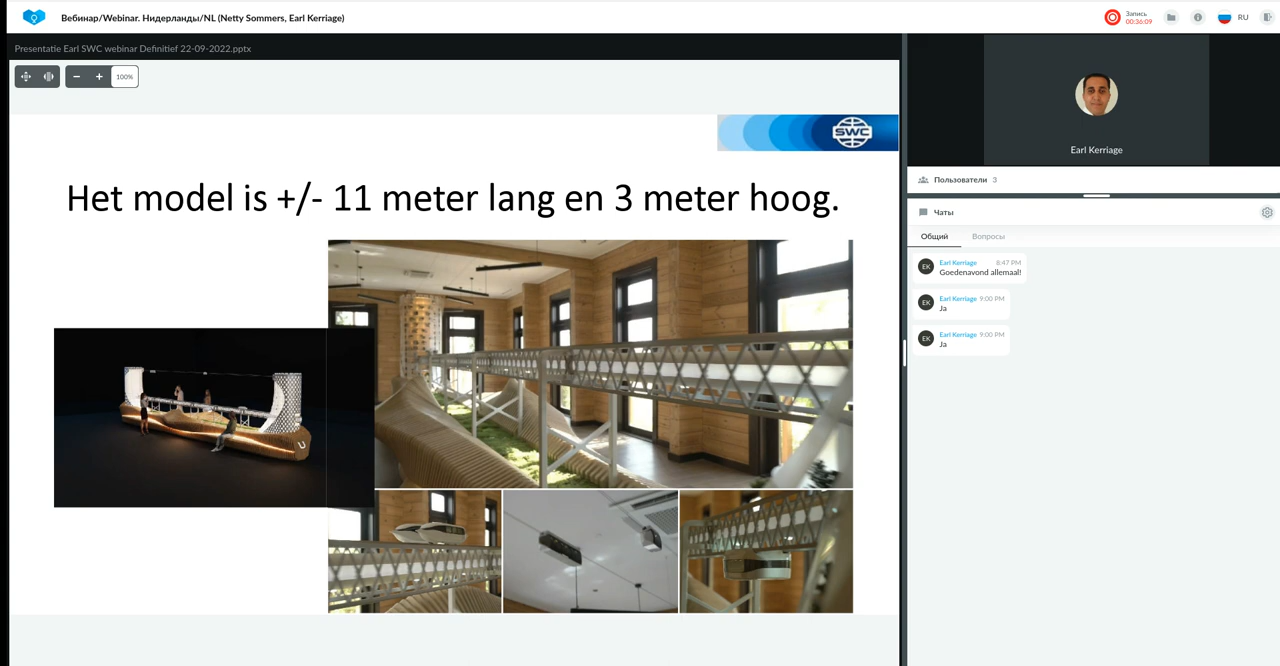 Вебинар/Webinar. Нидерланды/NL (Netty Sommers, Earl Kerriage)
Запись
00:36:09
RU
Presentatie Earl SWC webinar Definitief 22-09-2022.pptx
100%
SWC
Het model is +/- 11 meter lang en 3 meter hoog.
U
Earl Kerriage
Пользователи 3
Чаты
Общий
Вопросы
EK
Earl Kerriage 8:47 PM
Goedenavond allemaal!
EK
Earl Kerriage 9:00 PM
Ja
EK
Earl Kerriage 9:00 PM
Ja